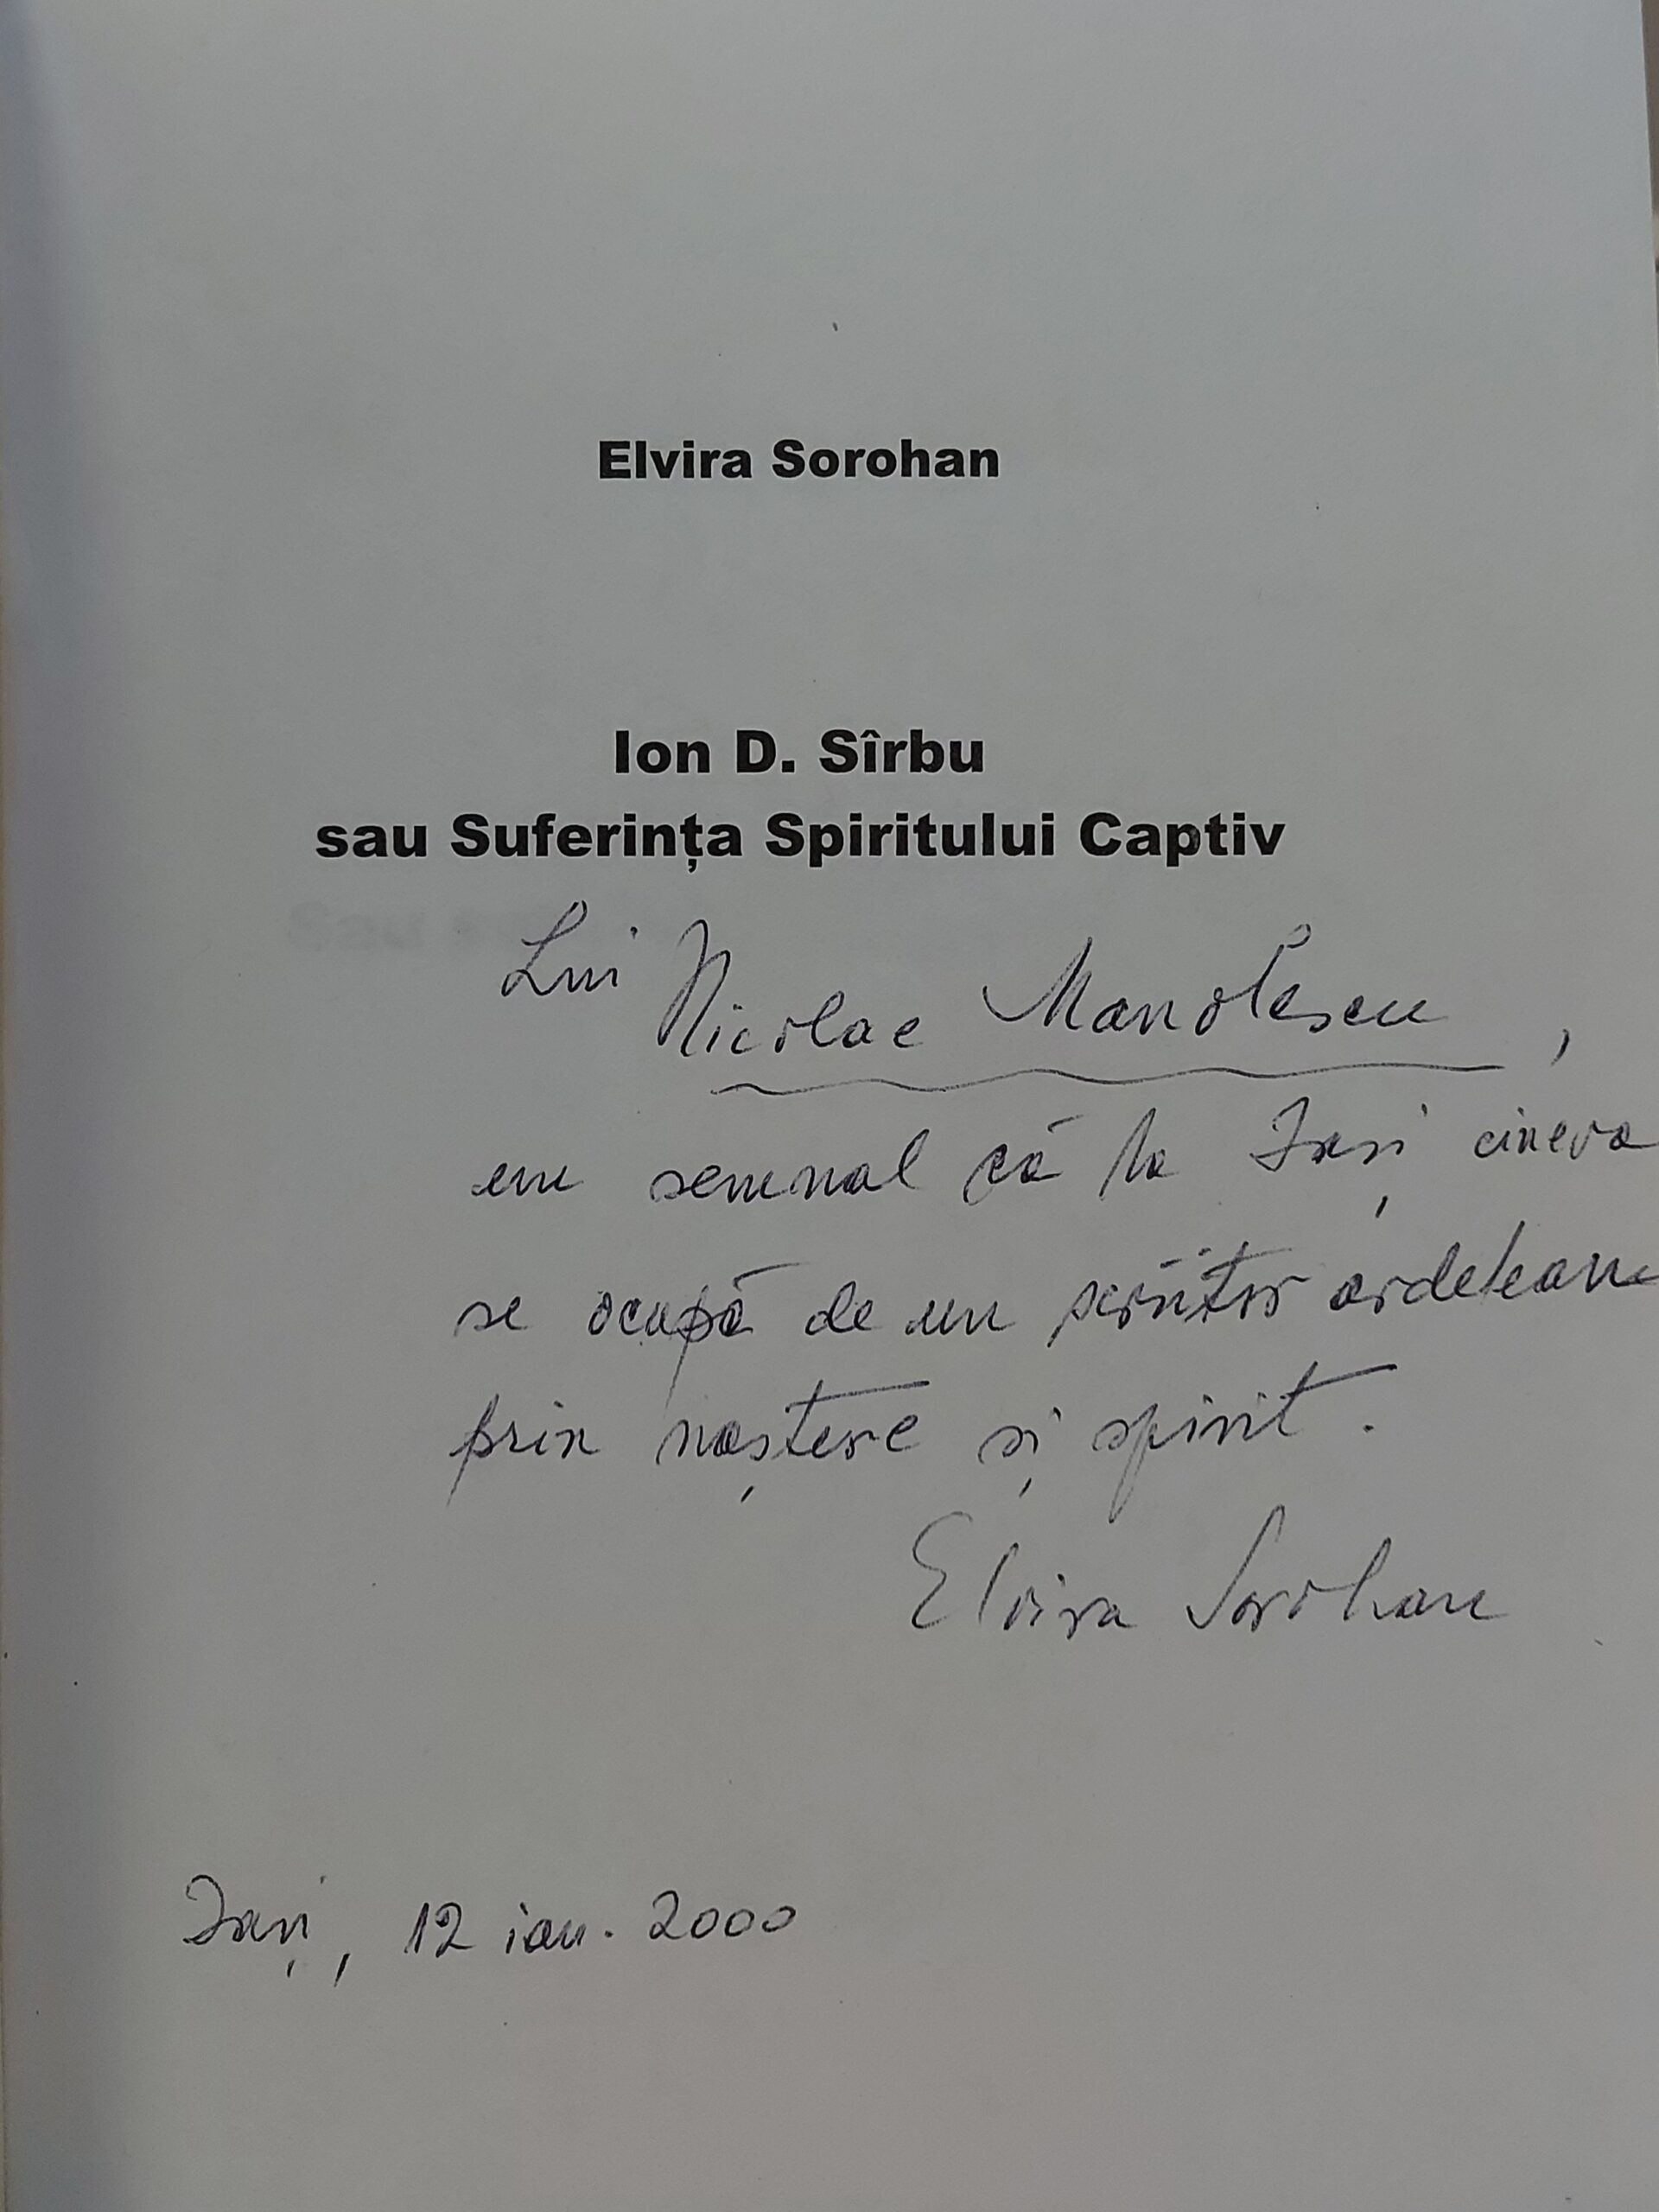 Elvira Sorohan
Ion D. Sîrbu
sau Suferința Spiritului Captiv
Lui Nicolae Manolescu,
un semnal că la Iași cineva
se ocupă de un scriitor ardelean
prin naștere și spirit.
Elvira Sorohan
Iași, 12 ian. 2000